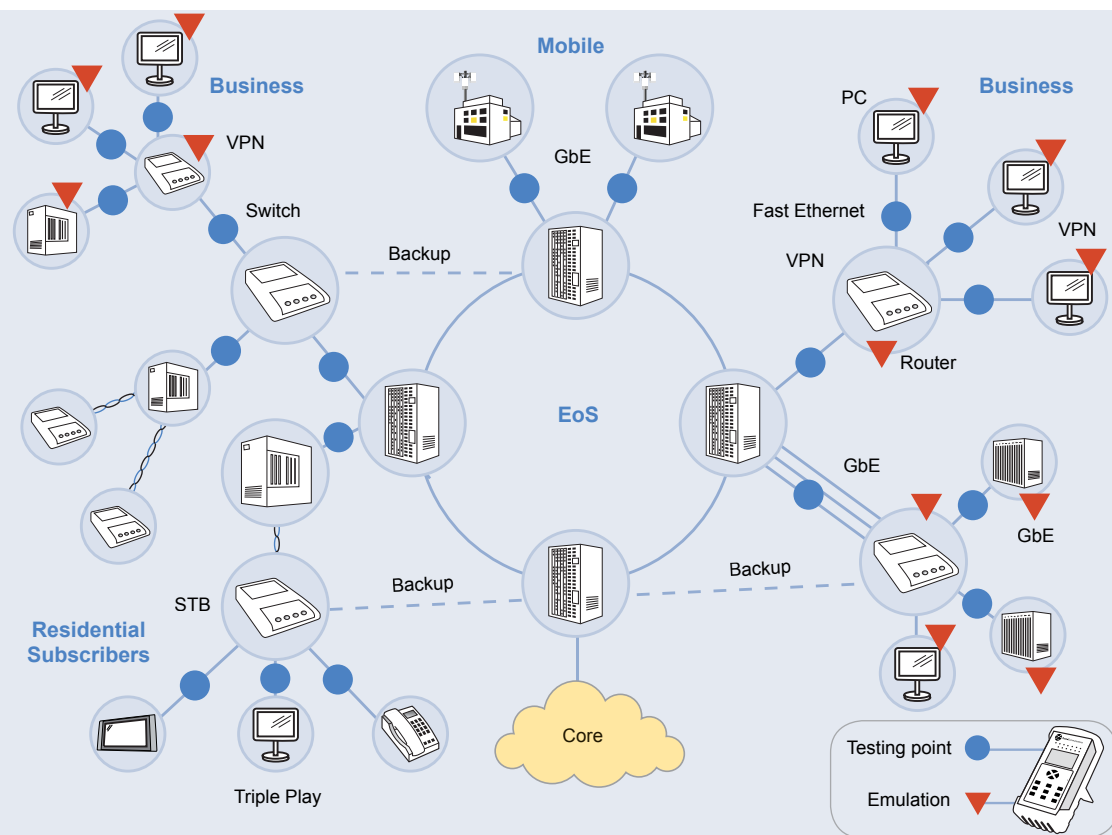 Mobile
Business
PC
Business
VPN
GbE
Switch
Fast Ethernet
VPN
Backup
VPN
Router
EoS
GbE
GbE
Backup
Backup
STB
Residential
Subscribers
Core
Triple Play
Testing point
Emulation